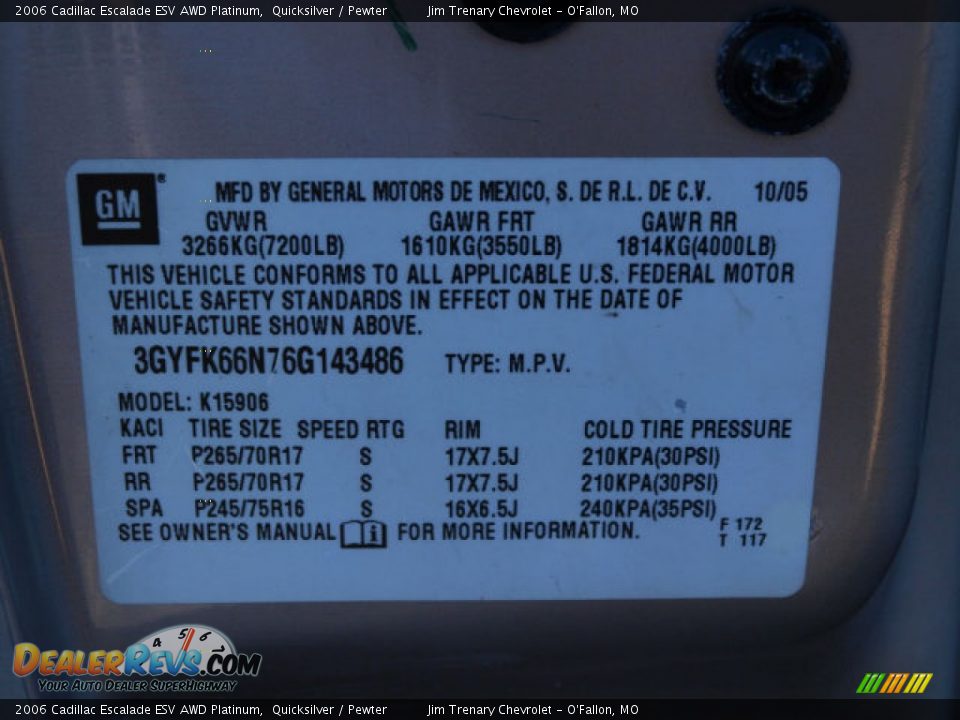 2006 Cadillac Escalade ESV AWD Platinum, Quicksilver / Pewter Jim Trenary Chevrolet - O'Fallon, MO
GM ® MFD BY GENERAL MOTORS DE MEXICO, S. DE R.L. DE C.V. 10/05
GVWR GAWR FRT GAWR RR
3266KG(7200LB) 1610KG(3550LB) 1814KG(4000LB)
THIS VEHICLE CONFORMS TO ALL APPLICABLE U.S. FEDERAL MOTOR
VEHICLE SAFETY STANDARDS IN EFFECT ON THE DATE OF
MANUFACTURE SHOWN ABOVE.
3GYFK66N76G143486 TYPE: M.P.V.
MODEL: K15906
KACI TIRE SIZE SPEED RTG RIM COLD TIRE PRESSURE
FRT P265/70R17 S 17X7.5J 210KPA(30PSI)
RR P265/70R17 S 17X7.5J 210KPA(30PSI)
SPA P245/75R16 S 16X6.5J 240KPA(35PSI)
SEE OWNER'S MANUAL i FOR MORE INFORMATION.
F 172
T 117
4 5 6
DEALERREVS.COM
YOUR AUTO DEALER SUPERHIGHWAY
2006 Cadillac Escalade ESV AWD Platinum, Quicksilver / Pewter Jim Trenary Chevrolet - O'Fallon, MO